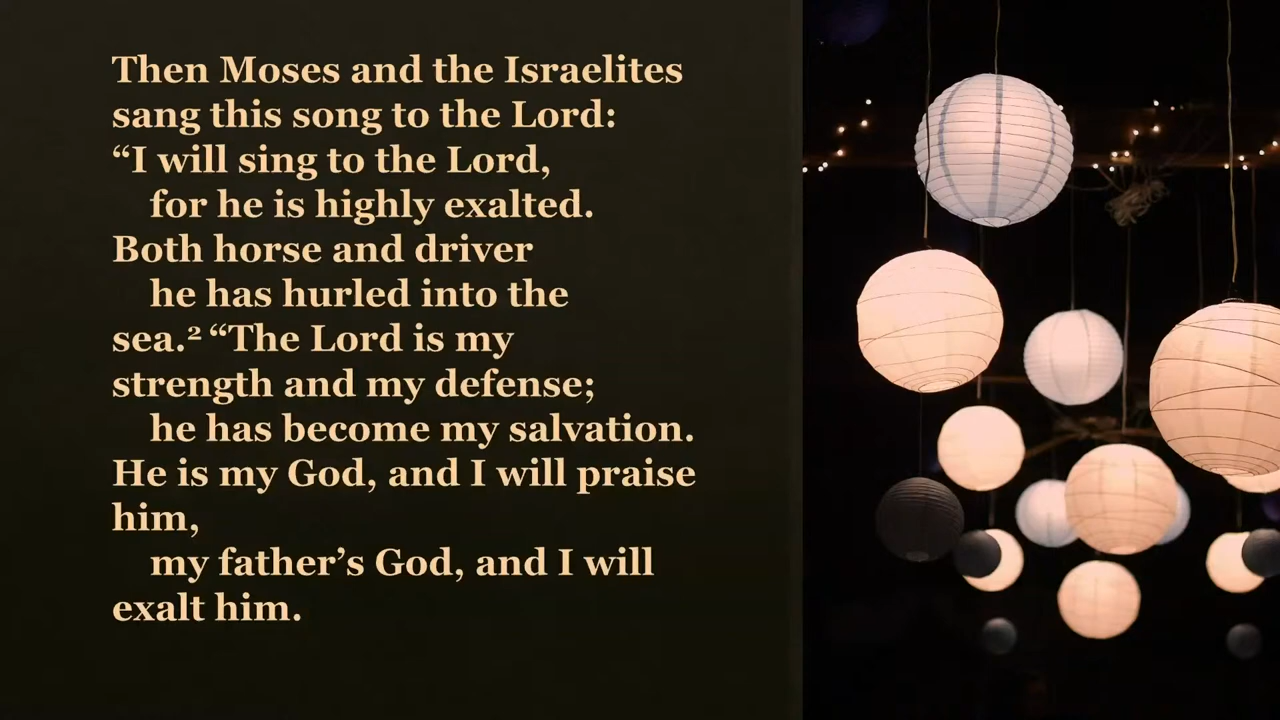 Then Moses and the Israelites
sang this song to the Lord:
“I will sing to the Lord,
for he is highly exalted.
Both horse and driver
he has hurled into the
sea.² “The Lord is my
strength and my defense;
he has become my salvation.
He is my God, and I will praise
him,
my father’s God, and I will
exalt him.